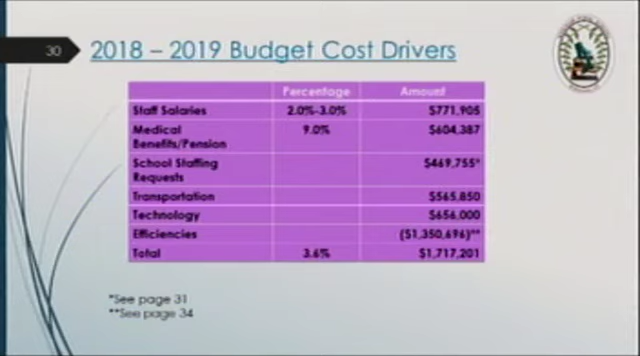 30
2018 – 2019 Budget Cost Drivers
Percentage Amount
Staff Salaries 2.0%-3.0% $771,905
Medical Benefits/Pension 9.0% $604,387
School Staffing Requests $469,755*
Transportation $565,850
Technology $656,000
Efficiencies ($1,350,696)**
Total 3.6% $1,717,201
*See page 31
**See page 34